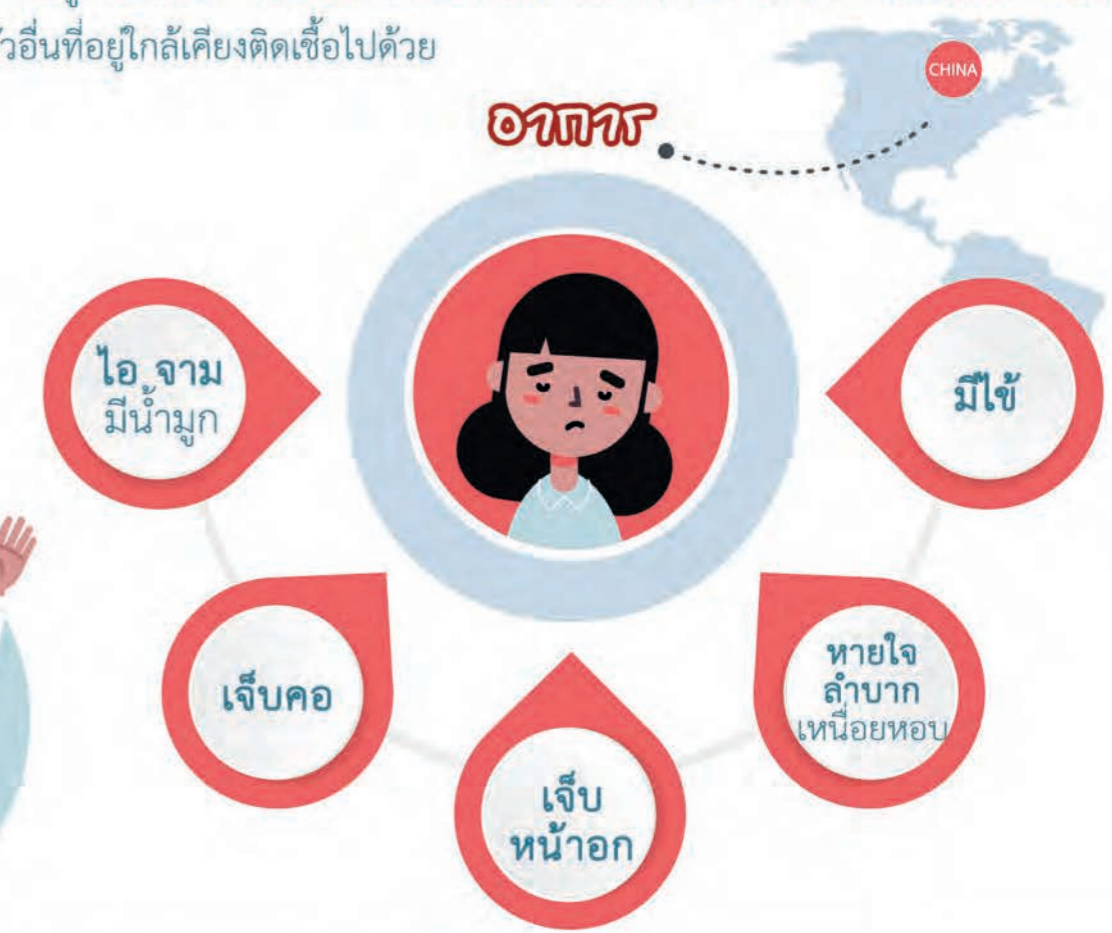 อื่นที่อยู่ใกล้เคียงติดเชื้อไปด้วย
CHINA
อาการ
ไอ จาม
มีน้ำมูก
มีไข้
เจ็บคอ
หายใจ
ลำบาก
เหนื่อยหอบ
เจ็บ
หน้าอก